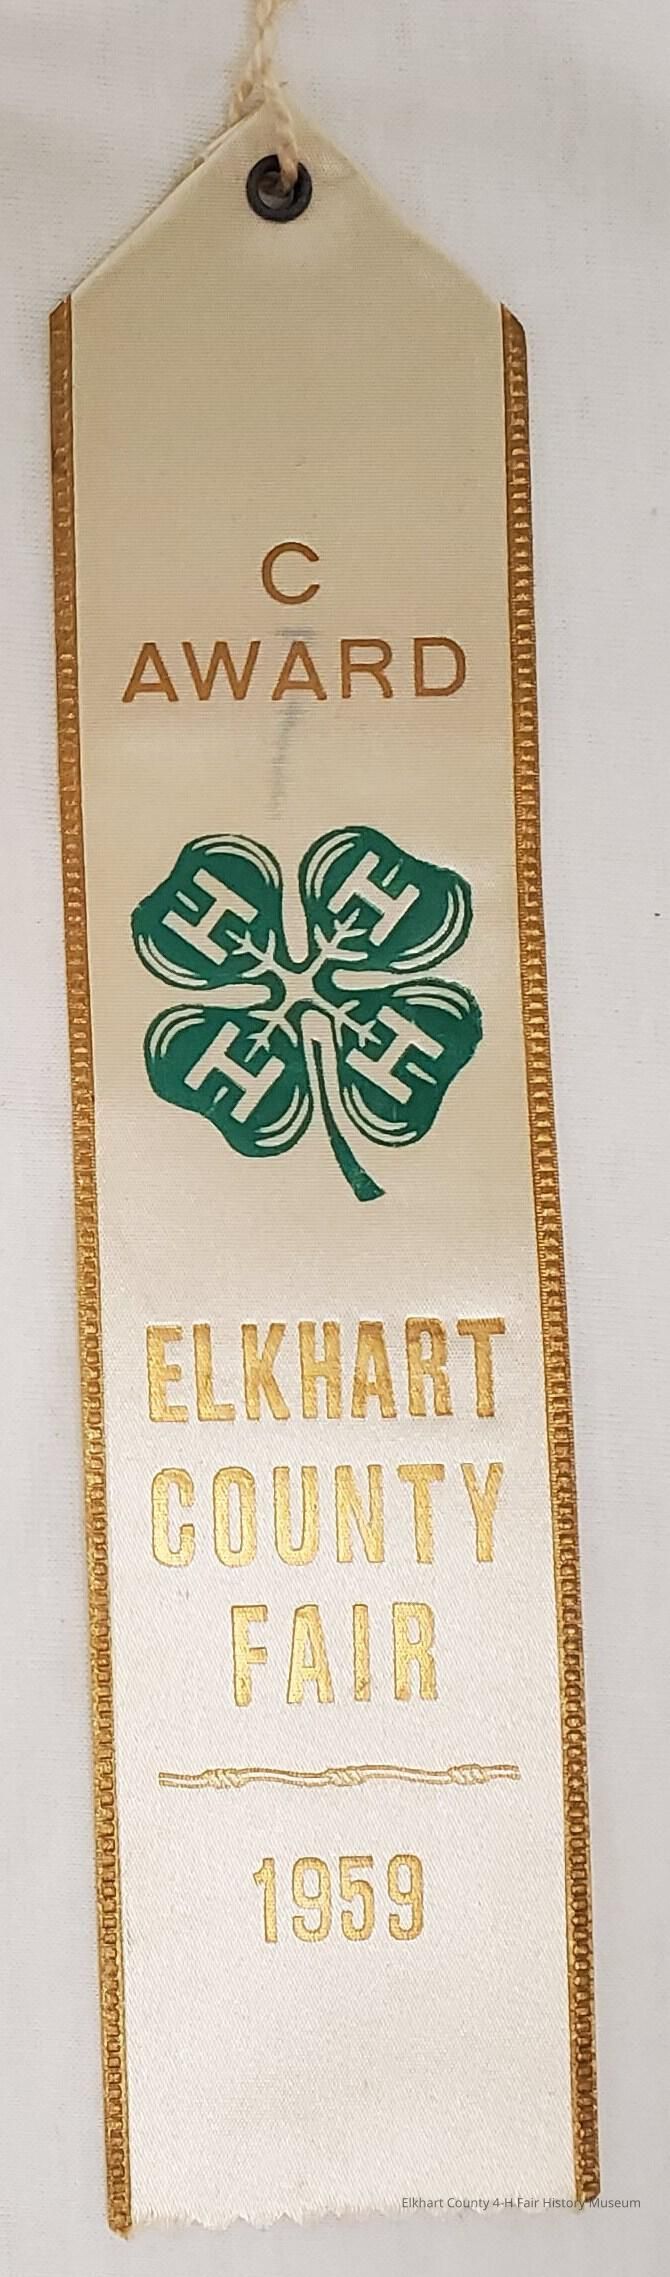 C
AWARD
H H
H H
ELKHART
COUNTY
FAIR
1959
Elkhart County 4-H Fair History Museum